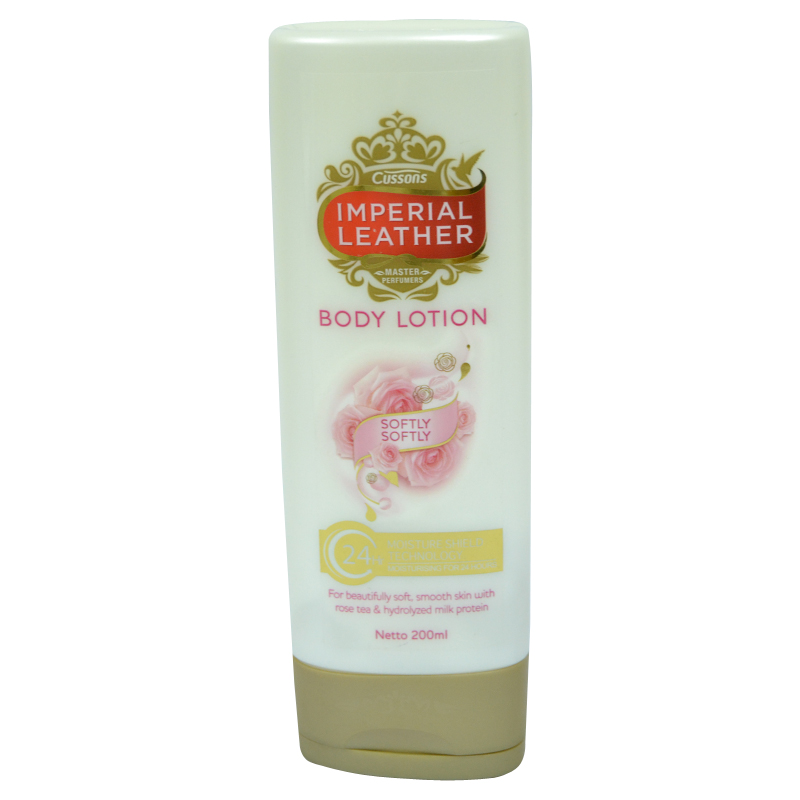 Cussons
IMPERIAL
LEATHER
MASTER
PERFUMERS
BODY LOTION
SOFTLY
SOFTLY
24
For beautifully soft, smooth skin with
rose tea & hydrolyzed milk protein
Netto 200ml